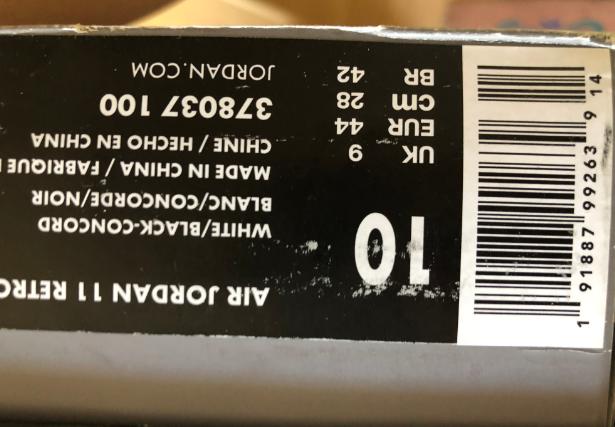 AIR JORDAN 11 RETRO
WHITE/BLACK-CONCORD
BLANC/CONCORDE/NOIR
MADE IN CHINA / FABRIQUE
CHINE / HECHO EN CHINA
378037 100
JORDAN.COM
10
UK 9
EUR 44
cm 28
BR 42
1 91887 99263 9 14